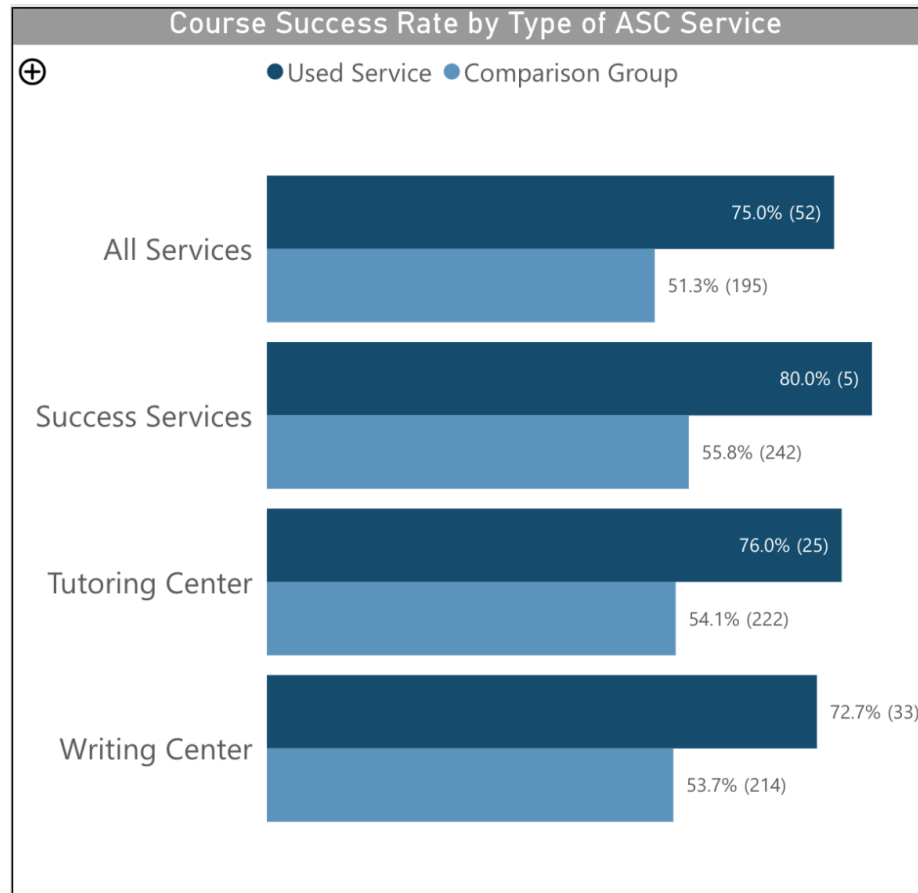 Course Success Rate by Type of ASC Service
Used Service Comparison Group
All Services
75.0% (52)
51.3% (195)
Success Services
80.0% (5)
55.8% (242)
Tutoring Center
76.0% (25)
54.1% (222)
Writing Center
72.7% (33)
53.7% (214)